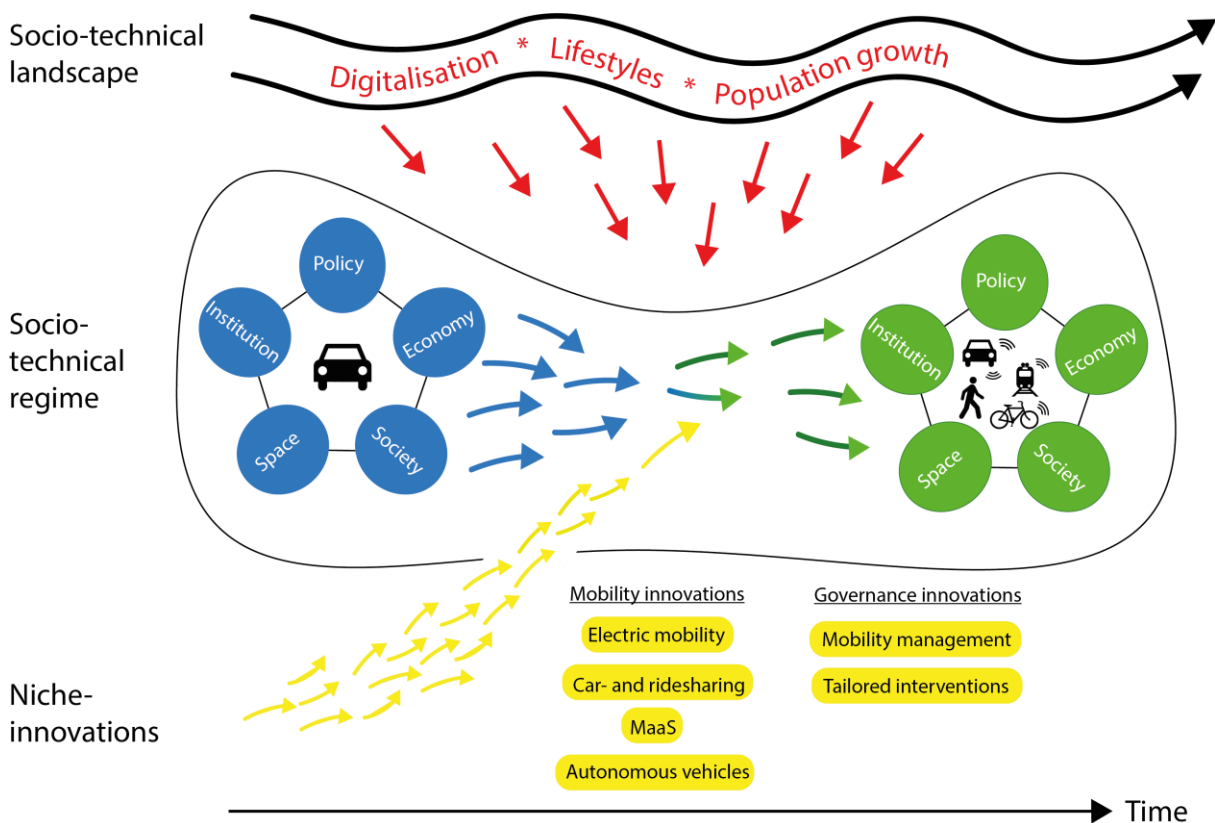 Socio-technical
landscape
Digitalisation * Lifestyles * Population growth
Socio-
technical
regime
Policy
Institution
Economy
Space
Society
Policy
Institution
Economy
Space
Society
Niche-
innovations
Mobility innovations
Electric mobility
Car- and ridesharing
MaaS
Autonomous vehicles
Governance innovations
Mobility management
Tailored interventions
Time